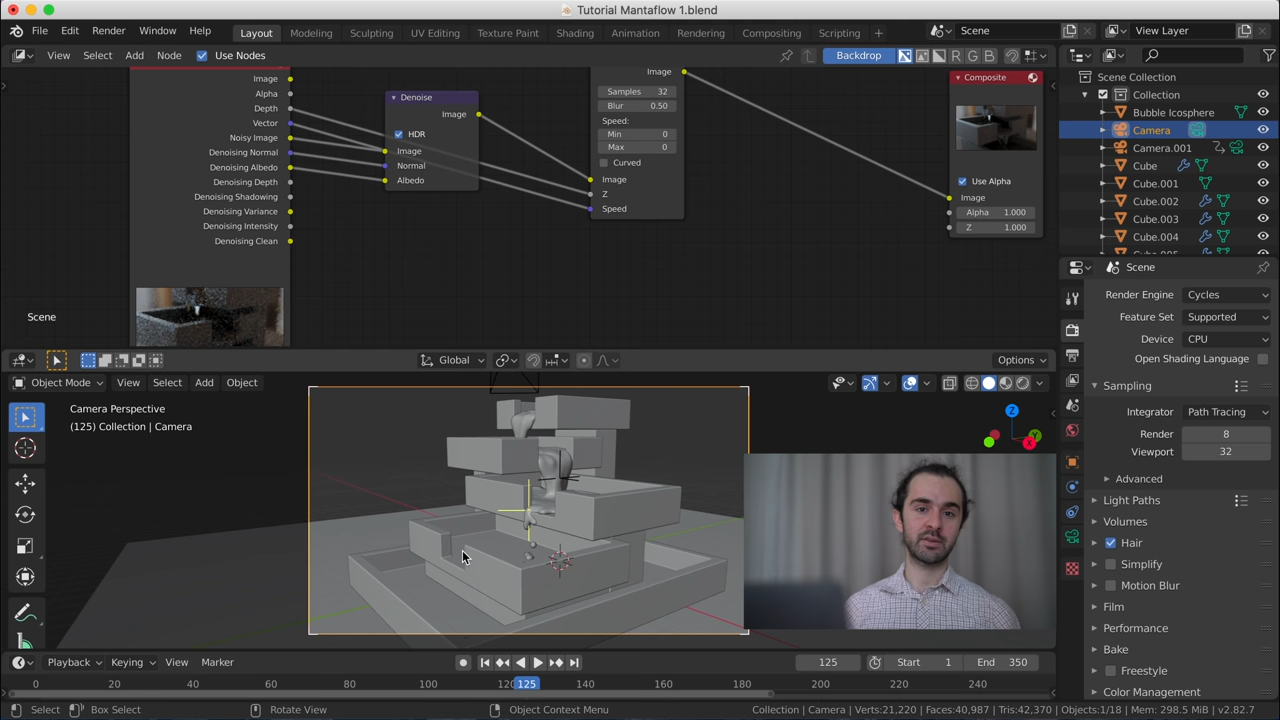 Tutorial Mantaflow 1.blend
File Edit Render Window Help Layout Modeling Sculpting UV Editing Texture Paint Shading Animation Rendering Compositing Scripting + Scene View Layer
View Select Add Node Use Nodes Backdrop R G B
Image
Alpha
Depth
Vector
Noisy Image
Denoising Normal
Denoising Albedo
Denoising Depth
Denoising Shadowing
Denoising Variance
Denoising Intensity
Denoising Clean
Denoise
Image
HDR
Image
Normal
Albedo
Image
Samples 32
Blur 0.50
Speed:
Min 0
Max 0
Curved
Image
Z
Speed
Composite
Use Alpha
Image
Alpha 1.000
Z 1.000
Scene
Scene Collection
Collection
Bubble Icosphere
Camera
Camera.001
Cube
Cube.001
Cube.002
Cube.003
Cube.004
Scene
Render Engine Cycles
Feature Set Supported
Device CPU
Open Shading Language
Sampling
Integrator Path Tracing
Render 8
Viewport 32
Advanced
Light Paths
Volumes
Hair
Simplify
Motion Blur
Film
Performance
Bake
Freestyle
Color Management
Global Options
Object Mode View Select Add Object
Camera Perspective
(125) Collection | Camera
Z
Y
X
Playback Keying View Marker 125 Start 1 End 350
0 20 40 60 80 100 120 125 140 160 180 200 220 240
Select Box Select Rotate View Object Context Menu Collection | Camera | Verts:21,220 | Faces:40,987 | Tris:42,370 | Objects:1/18 | Mem: 298.5 MiB | v2.82.7